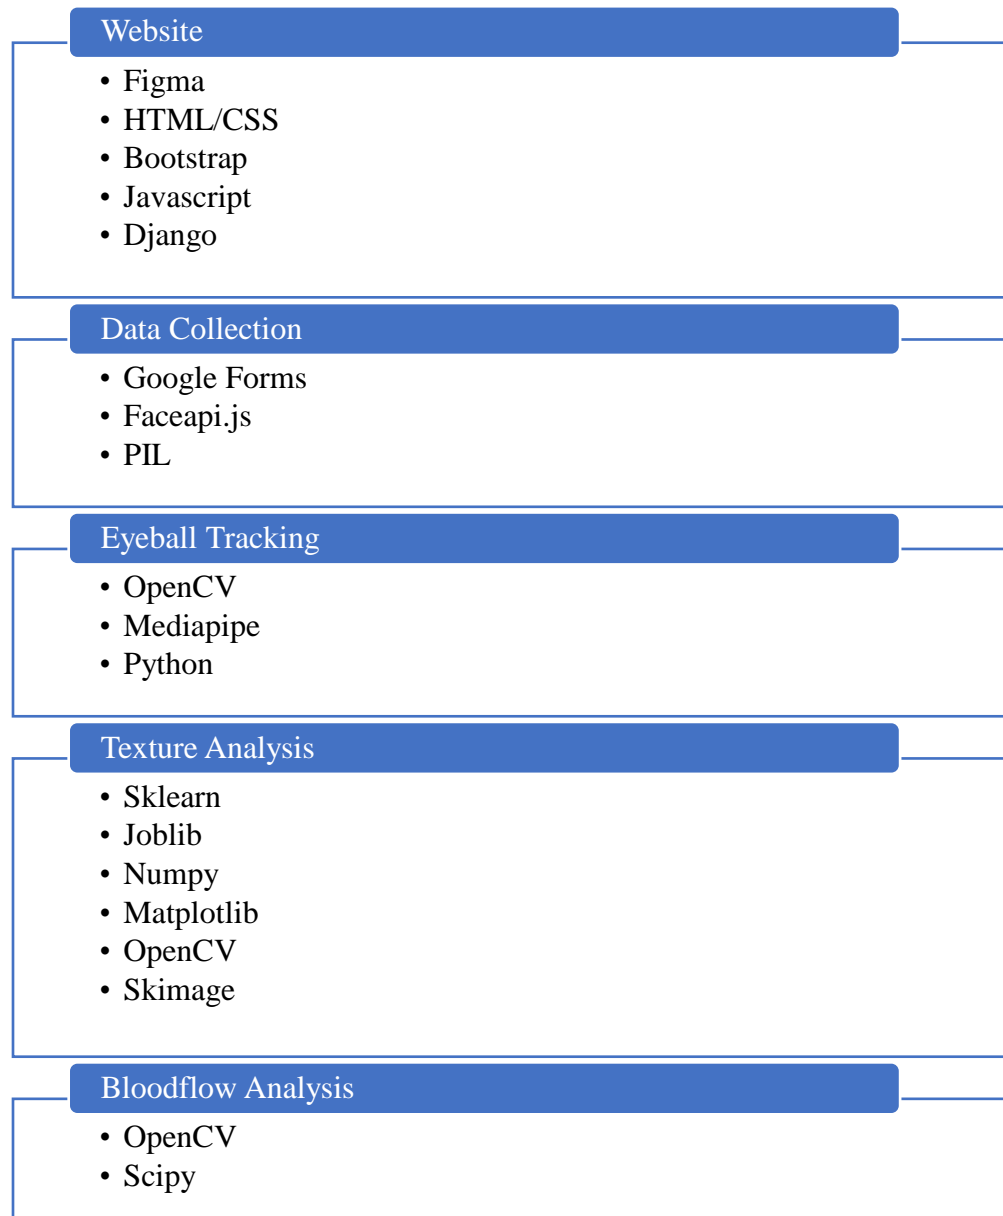 Website
• Figma
• HTML/CSS
• Bootstrap
• Javascript
• Django
Data Collection
• Google Forms
• Faceapi.js
• PIL
Eyeball Tracking
• OpenCV
• Mediapipe
• Python
Texture Analysis
• Sklearn
• Joblib
• Numpy
• Matplotlib
• OpenCV
• Skimage
Bloodflow Analysis
• OpenCV
• Scipy